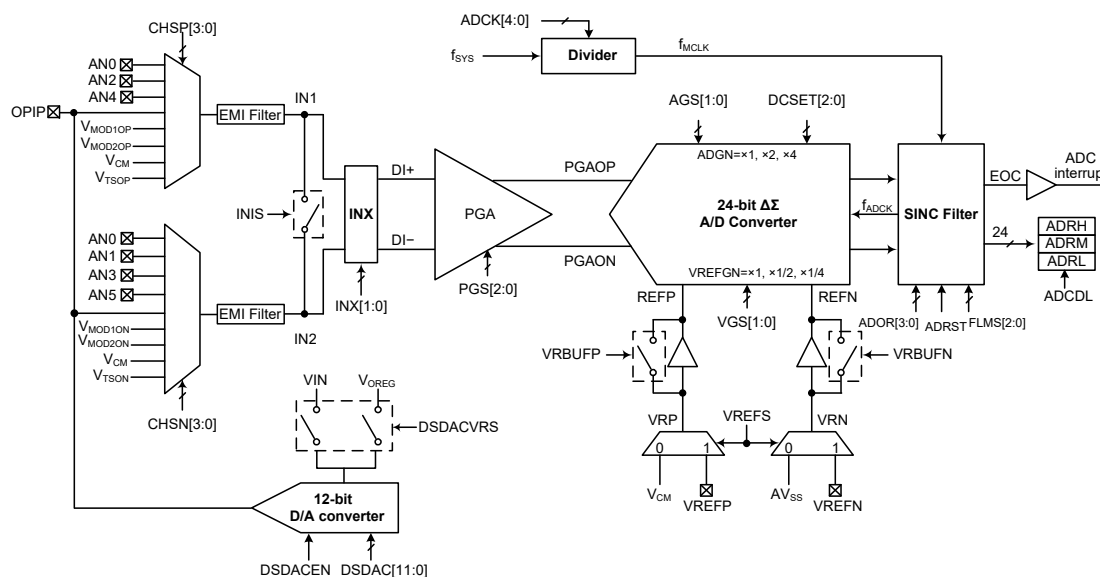 CHSP[3:0]
AN0
AN2
AN4
OPIP
VMOD1OP
VMOD2OP
VCM
VTSOP
EMI Filter
IN1
ADCK[4:0]
fSYS
Divider
fMCLK
INIS
INX
INX[1:0]
DI+
DI−
PGA
PGS[2:0]
PGAOP
PGAON
AGS[1:0]
DCSET[2:0]
ADGN=×1, ×2, ×4
24-bit ΔΣ
A/D Converter
VREFGN=×1, ×1/2, ×1/4
fADCK
SINC Filter
EOC
ADC
interrupt
24
ADRH
ADRM
ADRL
ADCDL
ADOR[3:0]
ADRST
FLMS[2:0]
AN0
AN1
AN3
AN5
VMOD1ON
VMOD2ON
VCM
VTSON
EMI Filter
IN2
CHSN[3:0]
REFP
VGS[1:0]
REFN
VRBUFP
VRBUFN
VRP
VREFS
VRN
0
1
0
1
VCM
VREFP
AVSS
VREFN
VIN
VOREG
DSDACVRS
12-bit
D/A converter
DSDACEN
DSDAC[11:0]